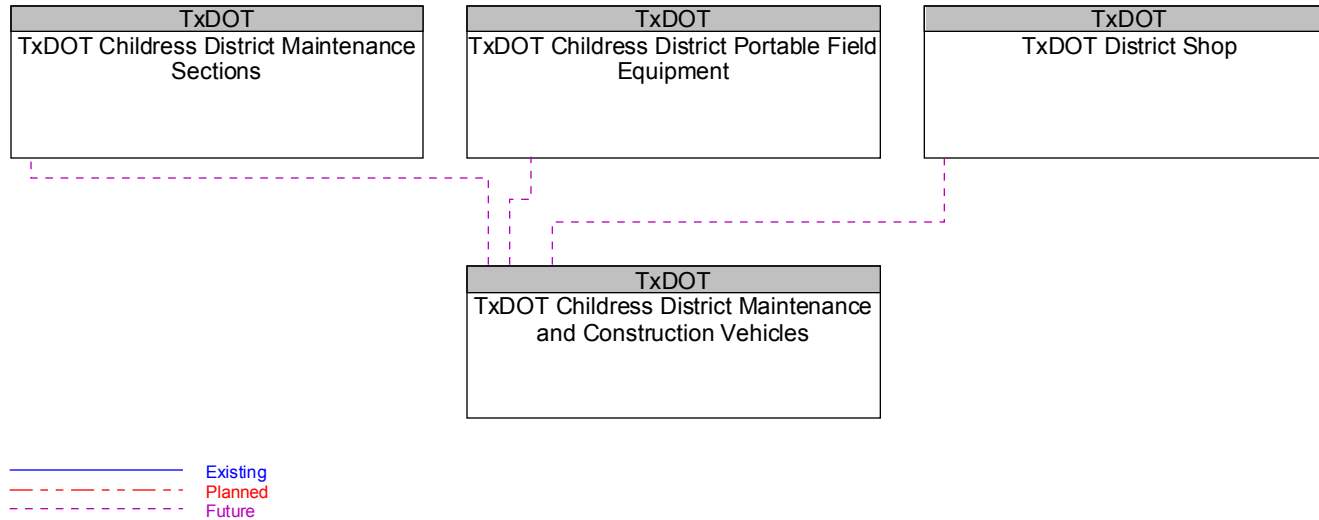 TxDOT
TxDOT Childress District Maintenance
Sections
TxDOT
TxDOT Childress District Portable Field
Equipment
TxDOT
TxDOT District Shop
TxDOT
TxDOT Childress District Maintenance
and Construction Vehicles
Existing
Planned
Future